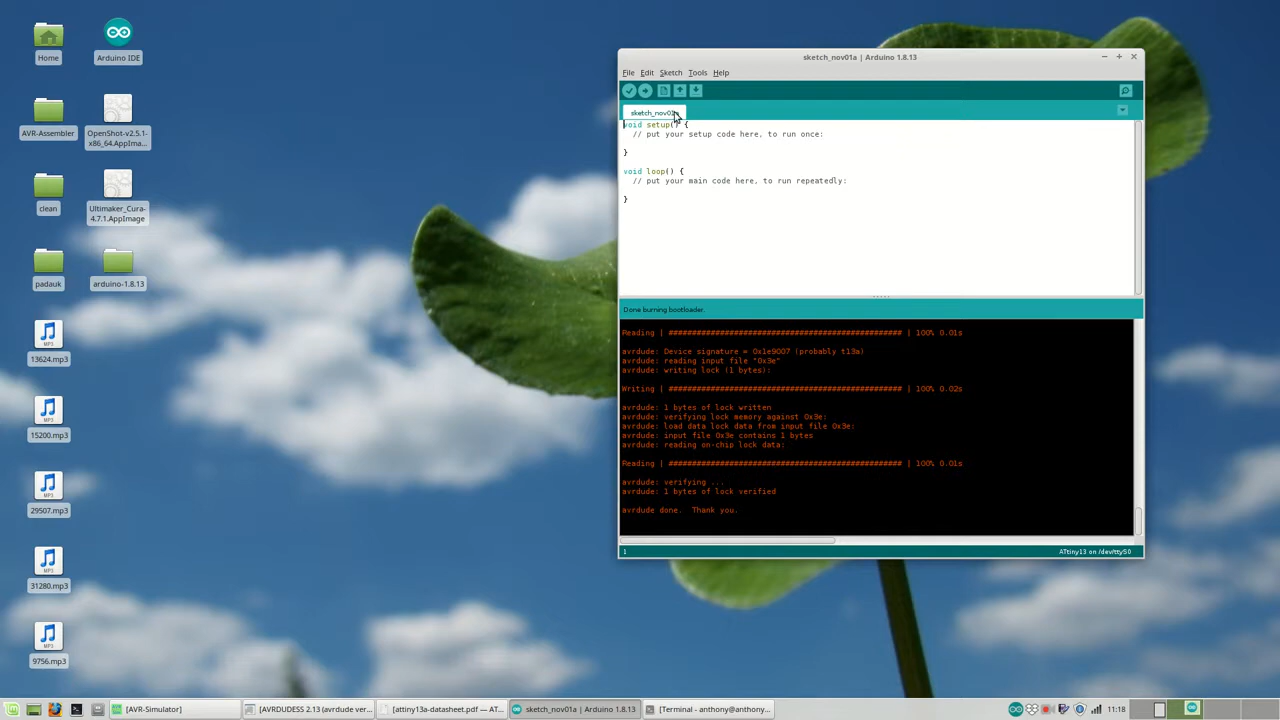 Home
Arduino IDE
AVR-Assembler
OpenShot-v2.5.1-
x86_64.AppIma...
clean
Ultimaker_Cura-
4.7.1.AppImage
padauk
arduino-1.8.13
13624.mp3
15200.mp3
29507.mp3
31280.mp3
9756.mp3
sketch_nov01a | Arduino 1.8.13
File Edit Sketch Tools Help
sketch_nov01a
void setup() {
// put your setup code here, to run once:
}
void loop() {
// put your main code here, to run repeatedly:
}
Done burning bootloader.
Reading | ################################################## | 100% 0.01s
avrdude: Device signature = 0x1e9007 (probably t13a)
avrdude: reading input file "0x3e"
avrdude: writing lock (1 bytes):
Writing | ################################################## | 100% 0.02s
avrdude: 1 bytes of lock written
avrdude: verifying lock memory against 0x3e:
avrdude: load data lock data from input file 0x3e:
avrdude: input file 0x3e contains 1 bytes
avrdude: reading on-chip lock data:
Reading | ################################################## | 100% 0.01s
avrdude: verifying ...
avrdude: 1 bytes of lock verified
avrdude done.  Thank you.
1
ATtiny13 on /dev/ttyS0
[AVR-Simulator]
[AVRDUDESS 2.13 (avrdude ver...
[attiny13a-datasheet.pdf — AT...
sketch_nov01a | Arduino 1.8.13
[Terminal - anthony@anthony...
11:18